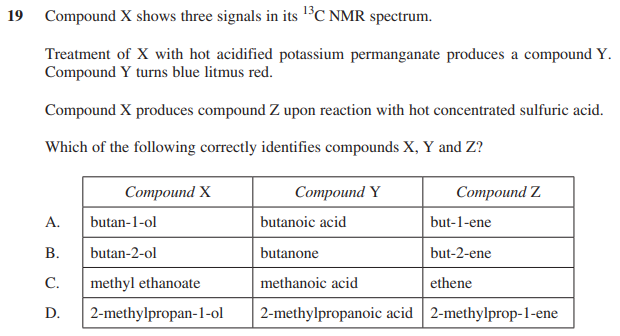 19 Compound X shows three signals in its ¹³C NMR spectrum.
Treatment of X with hot acidified potassium permanganate produces a compound Y.
Compound Y turns blue litmus red.
Compound X produces compound Z upon reaction with hot concentrated sulfuric acid.
Which of the following correctly identifies compounds X, Y and Z?
Compound X Compound Y Compound Z
A. butan-1-ol butanoic acid but-1-ene
B. butan-2-ol butanone but-2-ene
C. methyl ethanoate methanoic acid ethene
D. 2-methylpropan-1-ol 2-methylpropanoic acid 2-methylprop-1-ene